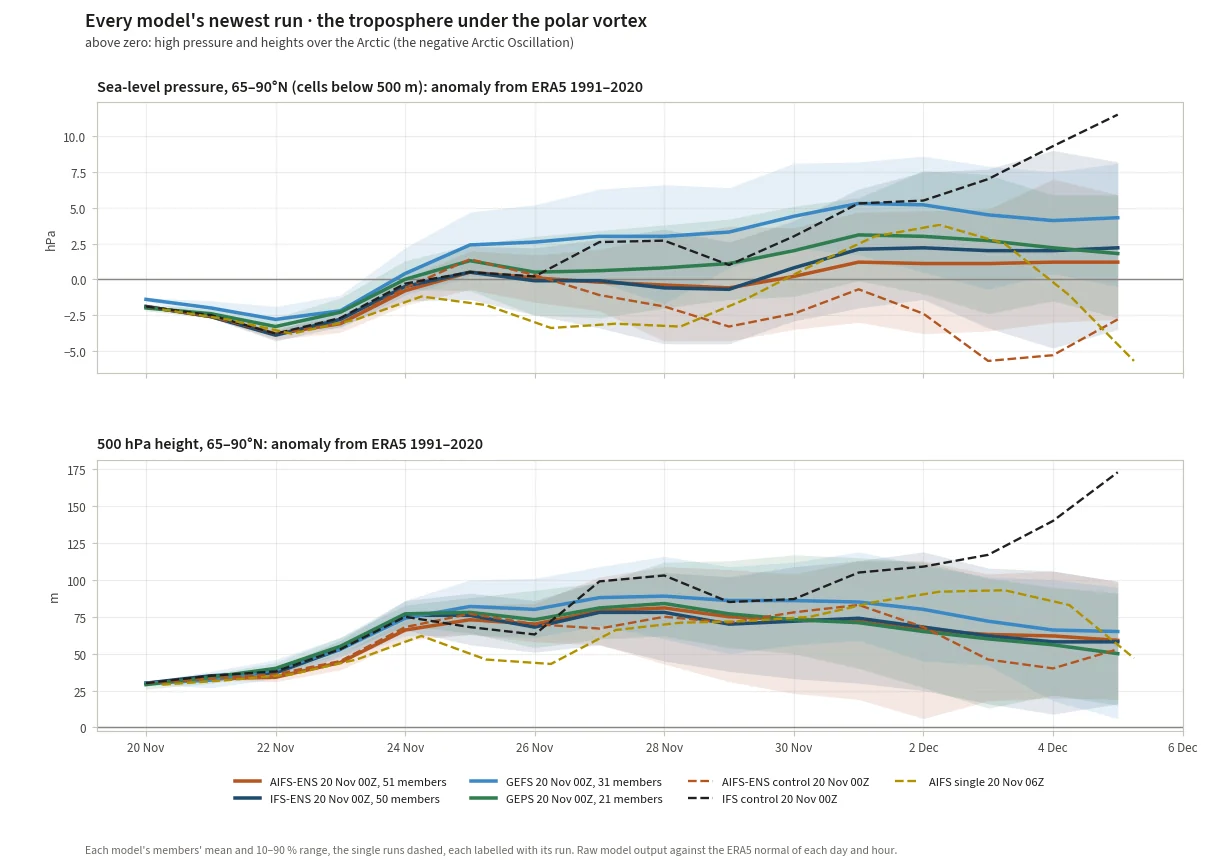 Every model's newest run · the troposphere under the polar vortex
above zero: high pressure and heights over the Arctic (the negative Arctic Oscillation)
Sea-level pressure, 65–90°N (cells below 500 m): anomaly from ERA5 1991–2020
10.0
7.5
5.0
2.5
0.0
−2.5
−5.0
hPa
500 hPa height, 65–90°N: anomaly from ERA5 1991–2020
175
150
125
100
75
50
25
0
m
20 Nov 22 Nov 24 Nov 26 Nov 28 Nov 30 Nov 2 Dec 4 Dec 6 Dec
AIFS-ENS 20 Nov 00Z, 51 members GEFS 20 Nov 00Z, 31 members AIFS-ENS control 20 Nov 00Z AIFS single 20 Nov 06Z
IFS-ENS 20 Nov 00Z, 50 members GEPS 20 Nov 00Z, 21 members IFS control 20 Nov 00Z
Each model's members' mean and 10–90 % range, the single runs dashed, each labelled with its run. Raw model output against the ERA5 normal of each day and hour.